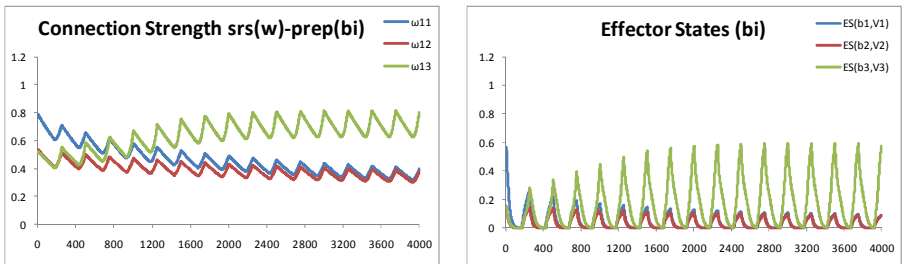 Connection Strength srs(w)-prep(bi)
ω11
ω12
ω13
1.2
1
0.8
0.6
0.4
0.2
0
0 400 800 1200 1600 2000 2400 2800 3200 3600 4000
Effector States (bi)
ES(b1,V1)
ES(b2,V2)
ES(b3,V3)
1.2
1
0.8
0.6
0.4
0.2
0
0 400 800 1200 1600 2000 2400 2800 3200 3600 4000